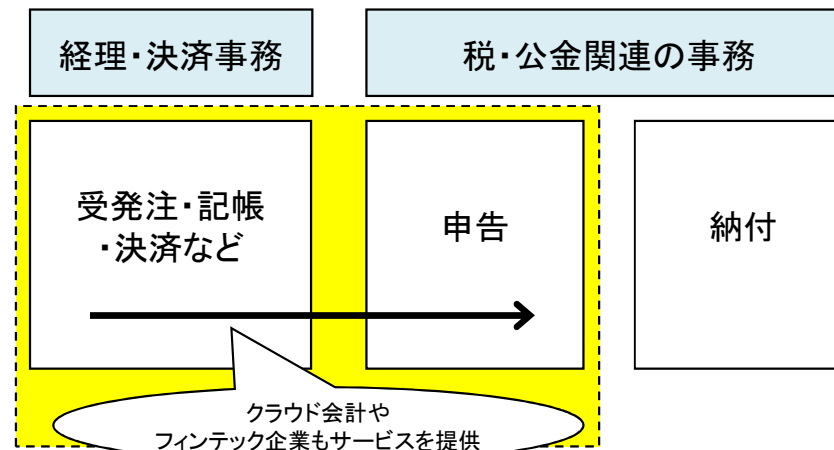 経理・決済事務
税・公金関連の事務
受発注・記帳
・決済など
申告
納付
クラウド会計や
フィンテック企業もサービスを提供